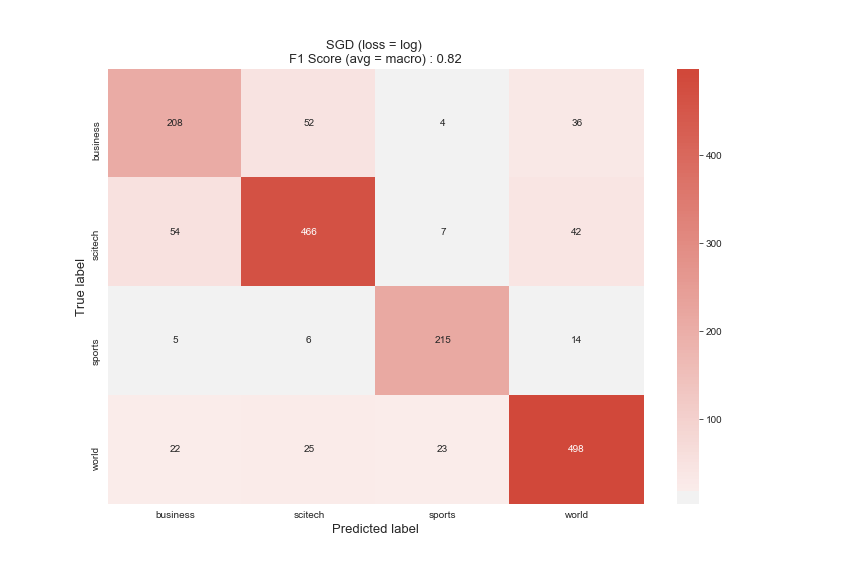 SGD (loss = log)
F1 Score (avg = macro) : 0.82
business 208 52 4 36
scitech 54 466 7 42
sports 5 6 215 14
world 22 25 23 498
True label
business scitech sports world
Predicted label
400
300
200
100